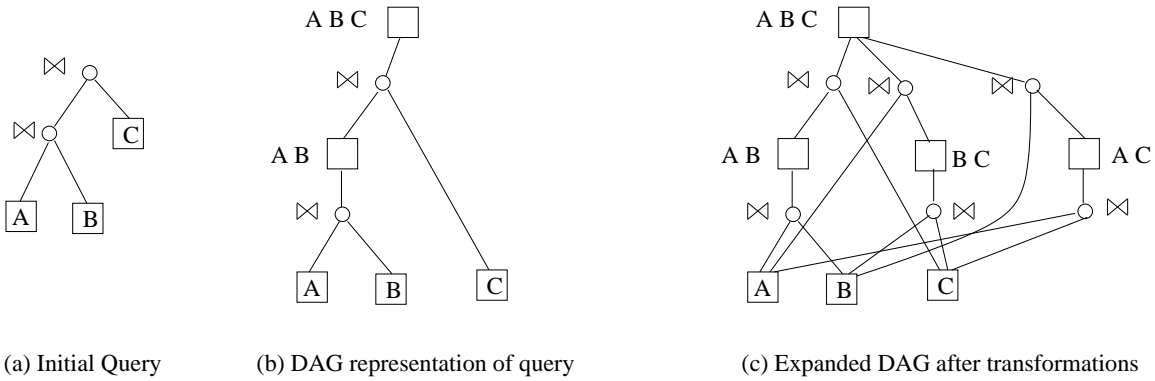 A B C
A B C
⋈
⋈
⋈
⋈
⋈
⋈
C
A B
A B
B C
A C
A
B
⋈
⋈
⋈
⋈
A
B
C
A
B
C
(a) Initial Query
(b) DAG representation of query
(c) Expanded DAG after transformations